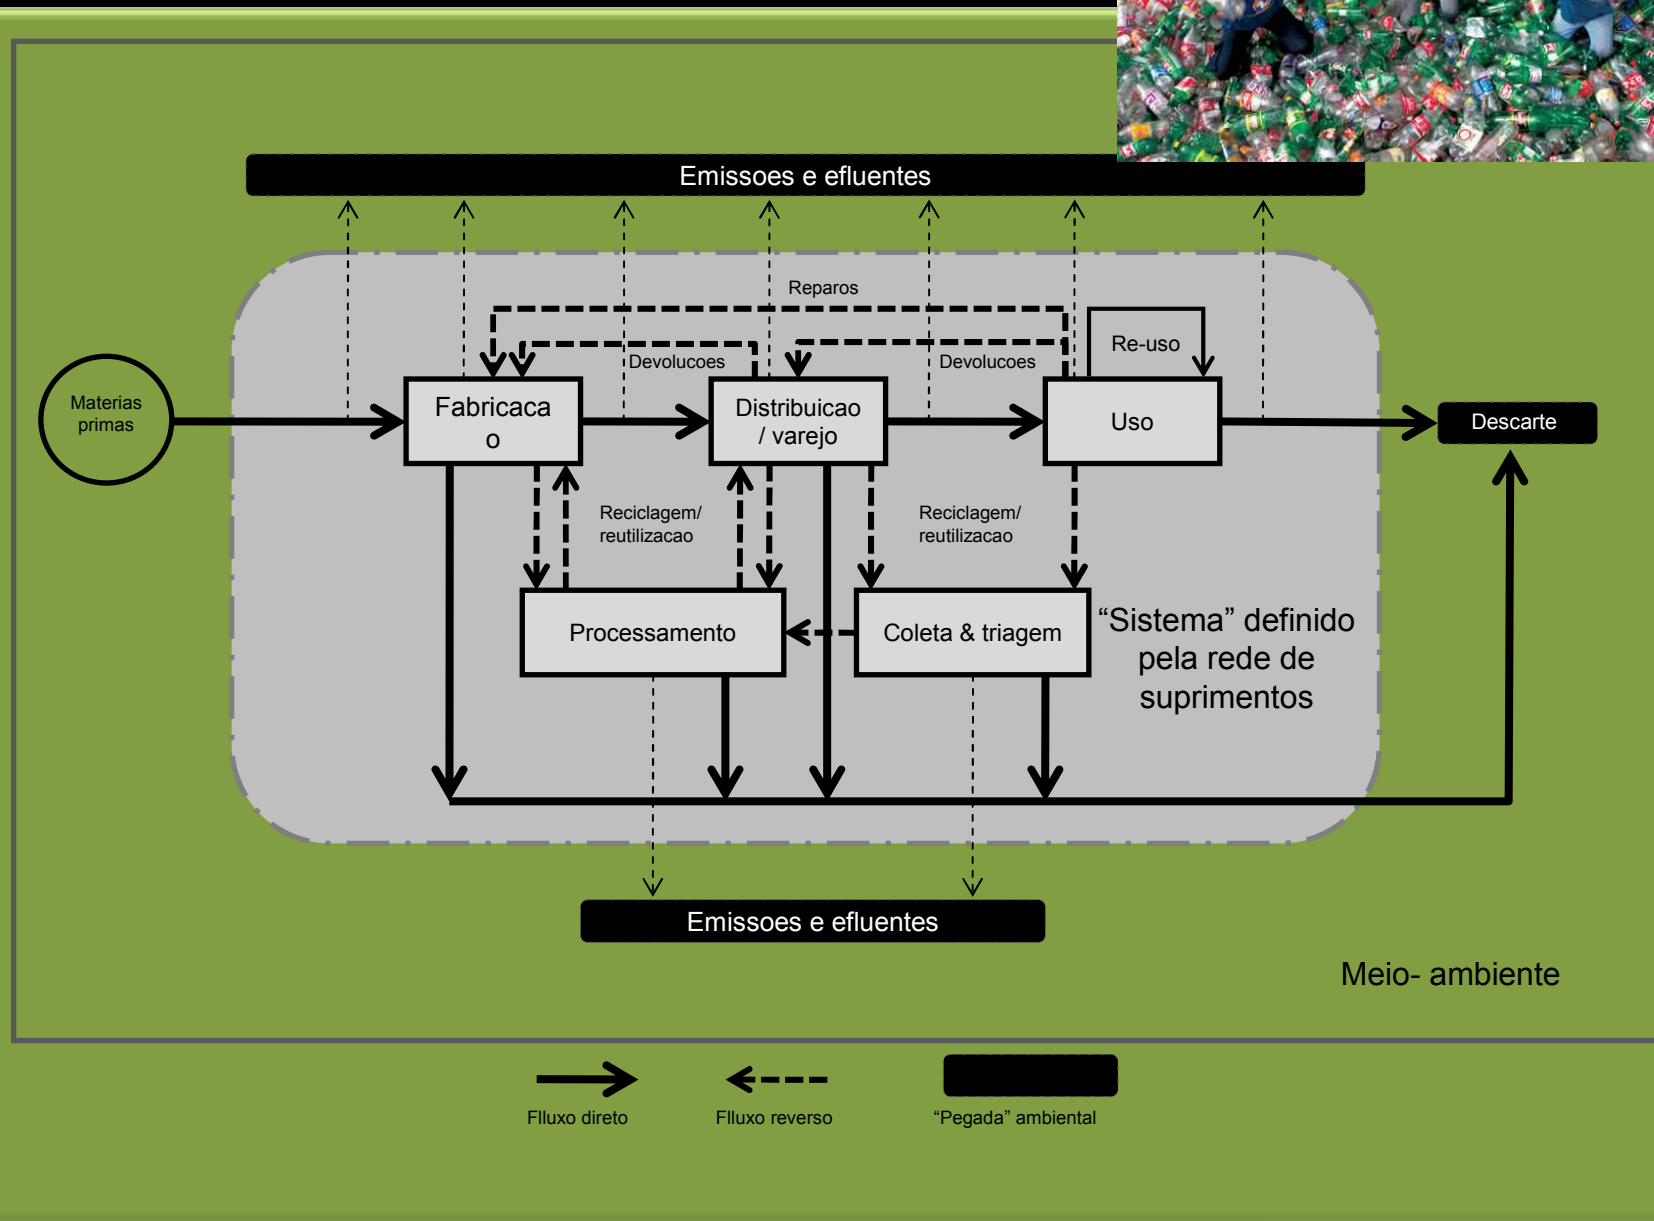 Emissoes e efluentes
Reparos
Devolucoes
Devolucoes
Re-uso
Materias
primas
Fabricaca
o
Distribuicao
/ varejo
Uso
Descarte
Reciclagem/
reutilizacao
Reciclagem/
reutilizacao
Processamento
Coleta & triagem
“Sistema” definido
pela rede de
suprimentos
Emissoes e efluentes
Meio- ambiente
Flluxo direto
Flluxo reverso
“Pegada” ambiental